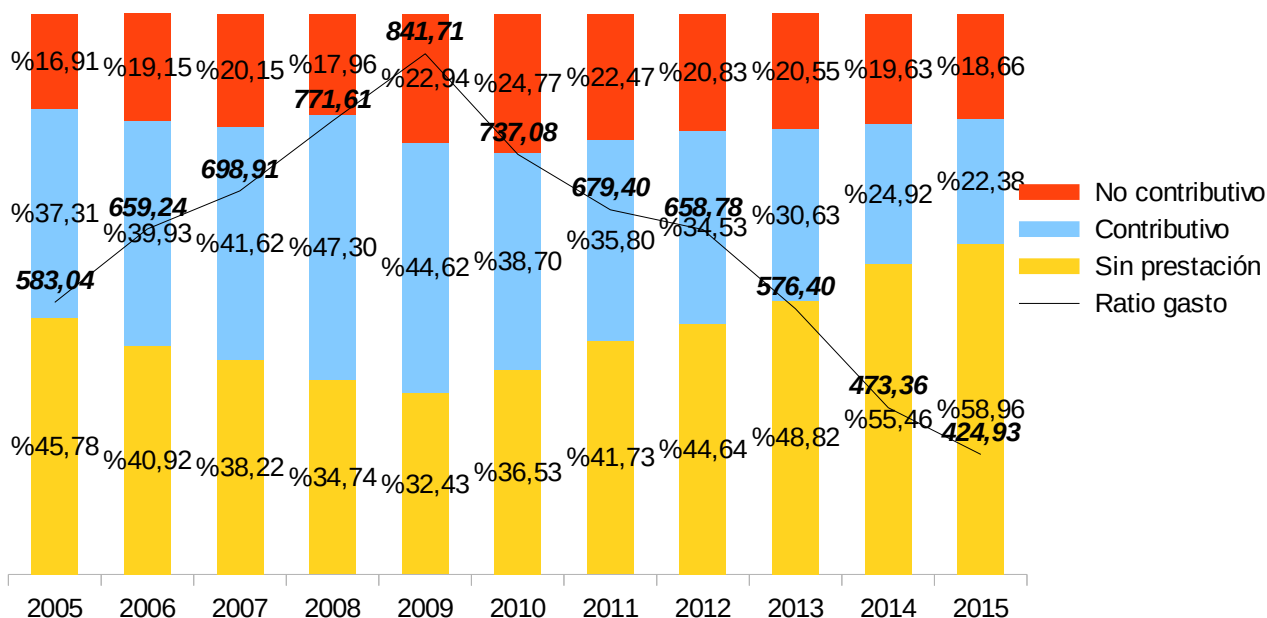 841,71
%16,91 %19,15 %20,15 %17,96 %22,94 %24,77 %22,47 %20,83 %20,55 %19,63 %18,66
771,61 737,08
698,91 679,40 658,78
%37,31 659,24 %39,93 %41,62 %47,30 %44,62 %38,70 %35,80 %34,53 %30,63 %24,92 %22,38
583,04 576,40
473,36
%45,78 %40,92 %38,22 %34,74 %32,43 %36,53 %41,73 %44,64 %48,82 %55,46 %58,96
424,93
2005 2006 2007 2008 2009 2010 2011 2012 2013 2014 2015
No contributivo
Contributivo
Sin prestación
Ratio gasto